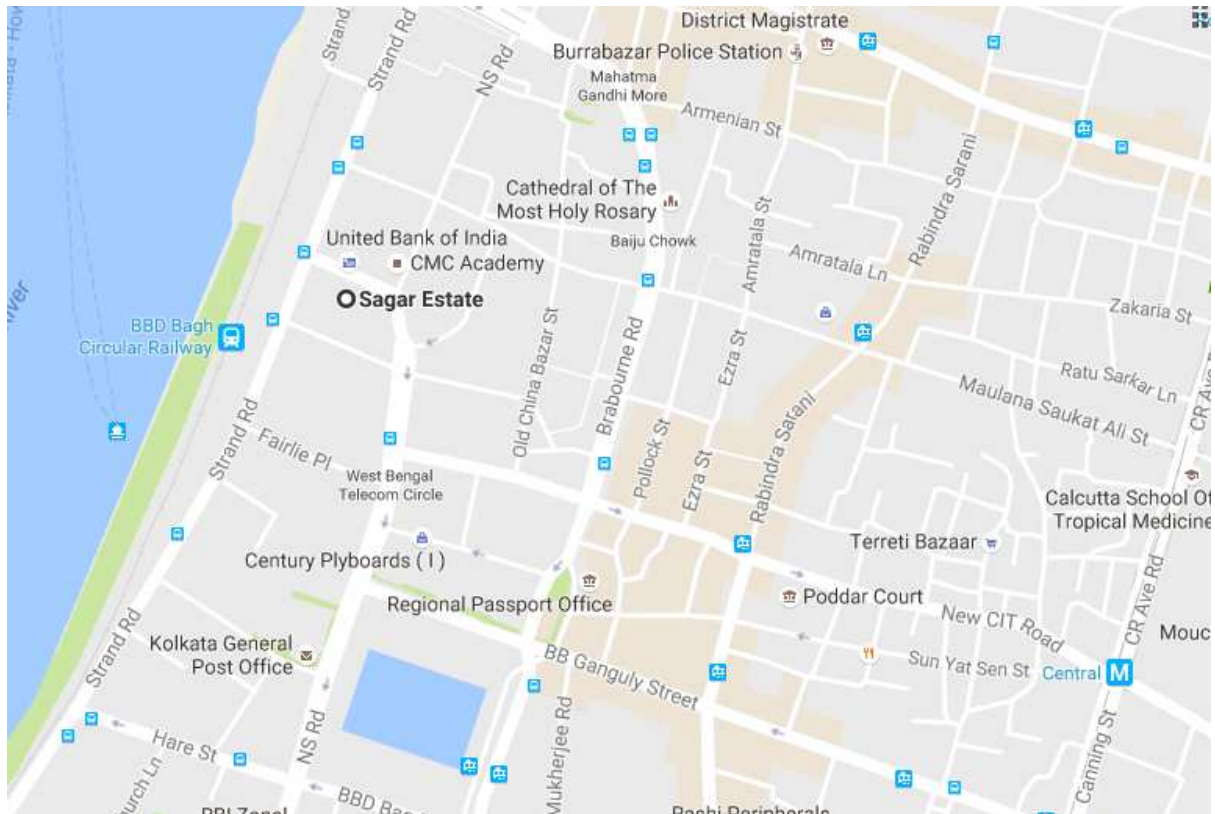 District Magistrate
Burrabazar Police Station
Strand
Strand Rd
NS Rd
Mahatma
Gandhi More
Armenian St
Rabindra Sarani
Cathedral of The
Most Holy Rosary
Baiju Chowk
Amratala St
Amratala Ln
Zakaria St
United Bank of India
CMC Academy
Sagar Estate
BBD Bagh
Circular Railway
Old China Bazar St
Brabourne Rd
Ezra St
Ratu Sarkar Ln
Maulana Saukat Ali St
CR Ave
Strand Rd
Fairlie Pl
West Bengal
Telecom Circle
Pollock St
Ezra St
Rabindra Sarani
Calcutta School Of
Tropical Medicine
Terreti Bazaar
Century Plyboards ( I )
Regional Passport Office
Poddar Court
New CIT Road
CR Ave Rd
Kolkata General
Post Office
Strand Rd
BB Ganguly Street
Sun Yat Sen St
Central
M
NS Rd
Hare St
Mukherjee Rd
Canning St